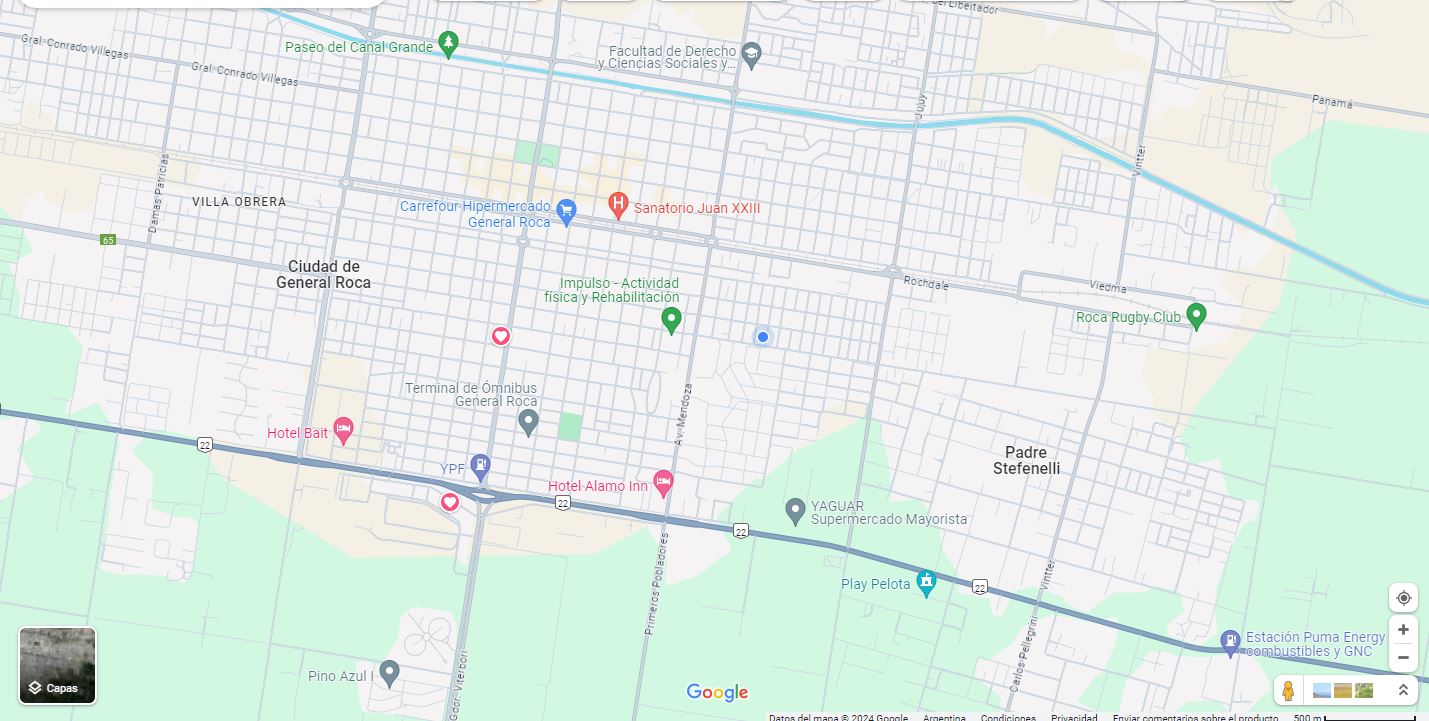 del Libertador
Gral. Conrado Villegas
Paseo del Canal Grande
Facultad de Derecho
y Ciencias Sociales y...
Gral. Conrado Villegas
Panamá
Jujuy
Vintter
Damas Patricias
VILLA OBRERA
Carrefour Hipermercado
General Roca
H
Sanatorio Juan XXIII
65
Ciudad de
General Roca
Impulso - Actividad
física y Rehabilitación
Rochdale
Viedma
Roca Rugby Club
Terminal de Ómnibus
General Roca
Av. Mendoza
Hotel Bait
22
YPF
Hotel Alamo Inn
22
22
Padre
Stefenelli
YAGUAR
Supermercado Mayorista
Play Pelota
22
Vintter
Primeros Pobladores
Carlos Pellegrini
Estación Puma Energy
combustibles y GNC
22
Gdor. Viterbori
Pino Azul I
Capas
Google
Datos del mapa © 2024 Google Argentina Condiciones Privacidad Enviar comentarios sobre el producto 500 m